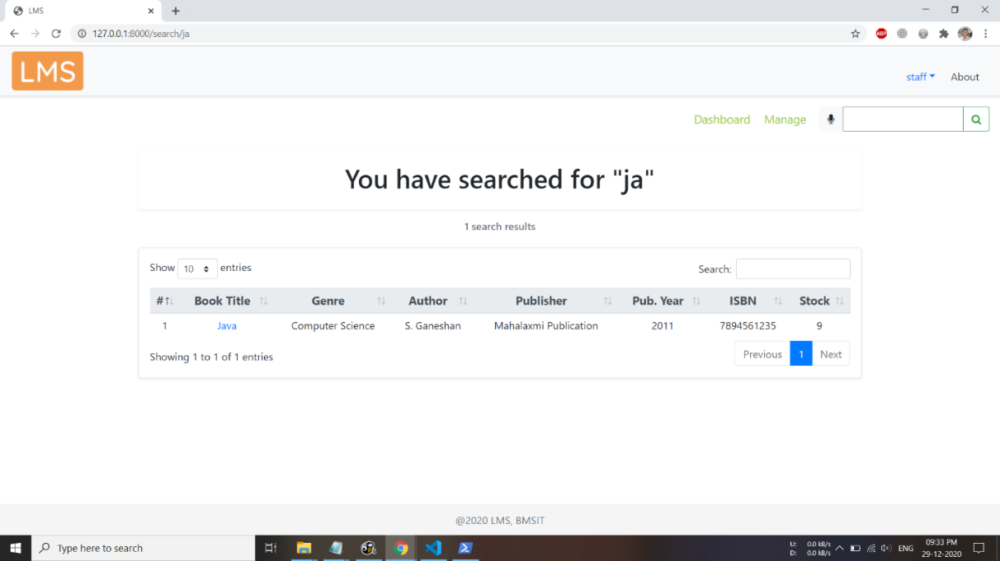 LMS
127.0.0.1:8000/search/ja
ABP
LMS
staff About
Dashboard Manage
You have searched for "ja"
1 search results
Show 10 entries Search:
# Book Title Genre Author Publisher Pub. Year ISBN Stock
1 Java Computer Science S. Ganeshan Mahalaxmi Publication 2011 7894561235 9
Showing 1 to 1 of 1 entries Previous 1 Next
@2020 LMS, BMSIT
Type here to search
U: 0.0 kB/s
D: 0.0 kB/s
ENG
09:33 PM
29-12-2020